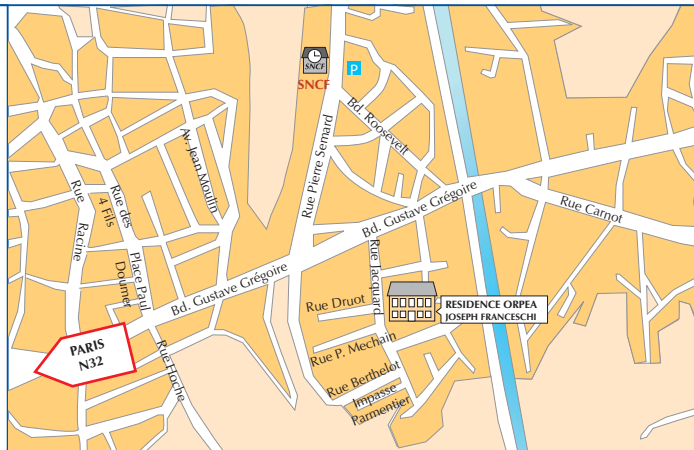 SNCF
SNCF
P
Bd. Roosevelt
Av. Jean Moulin
Rue Pierre Semard
Rue
Racine
Rue des
4 Fils
Place Paul
Doumer
Bd. Gustave Grégoire
Bd. Gustave Grégoire
Rue Carnot
Rue Jacquard
Rue Druot
RESIDENCE ORPEA
JOSEPH FRANCESCHI
Rue P. Mechain
Rue Berthelot
Impasse
Parmentier
PARIS
N32
Rue Hoche